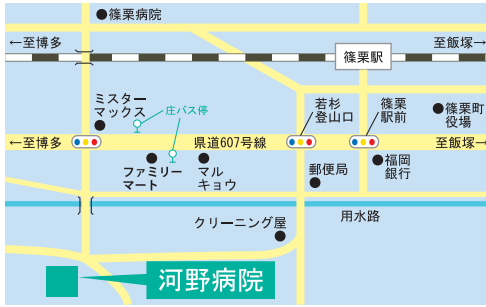 篠栗病院
←至博多
至飯塚→
篠栗駅
ミスター
マックス
庄バス停
若杉
登山口
篠栗
駅前
篠栗町
役場
←至博多
県道607号線
至飯塚→
ファミリー
マート
マル
キョウ
郵便局
福岡
銀行
用水路
クリーニング屋
河野病院